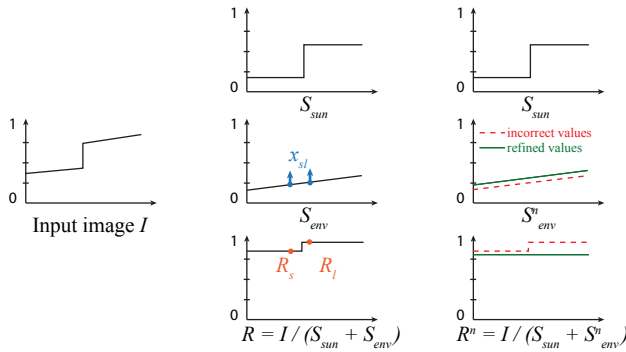 1
0
S_sun
1
0
S_sun
1
0
Input image I
1
x_sl
0
S_env
1
incorrect values
refined values
0
S^n_env
1
R_s R_l
0
R = I / (S_sun + S_env)
1
0
R^n = I / (S_sun + S^n_env)